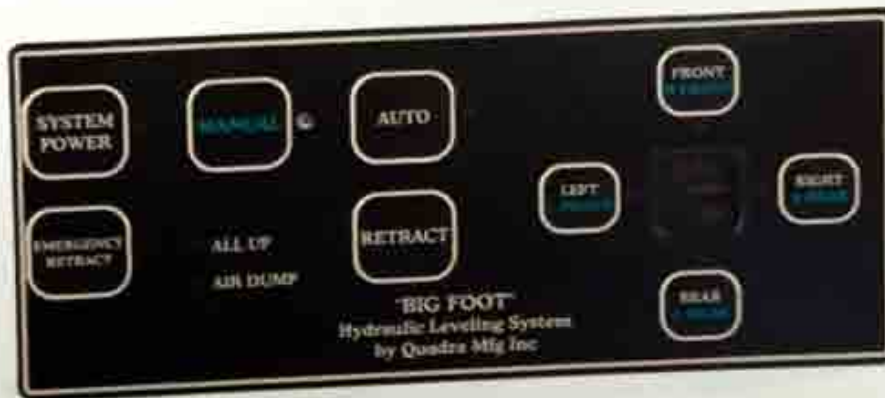 SYSTEM
POWER
MANUAL
AUTO
EMERGENCY
RETRACT
ALL UP
AIR DUMP
RETRACT
"BIG FOOT"
Hydraulic Leveling System
by Quadra Mfg Inc
FRONT
LEFT
RIGHT
REAR